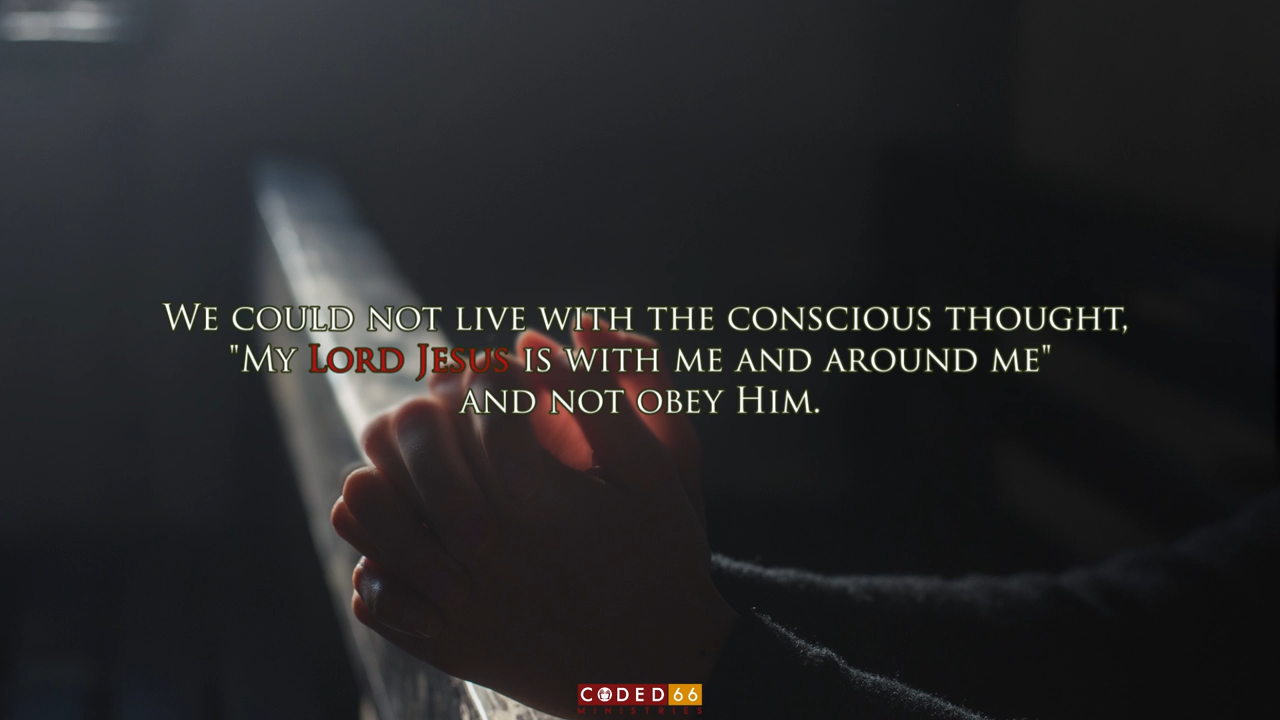 We could not live with the conscious thought,
"My Lord Jesus is with me and around me"
and not obey Him.
CODED 66
MINISTRIES